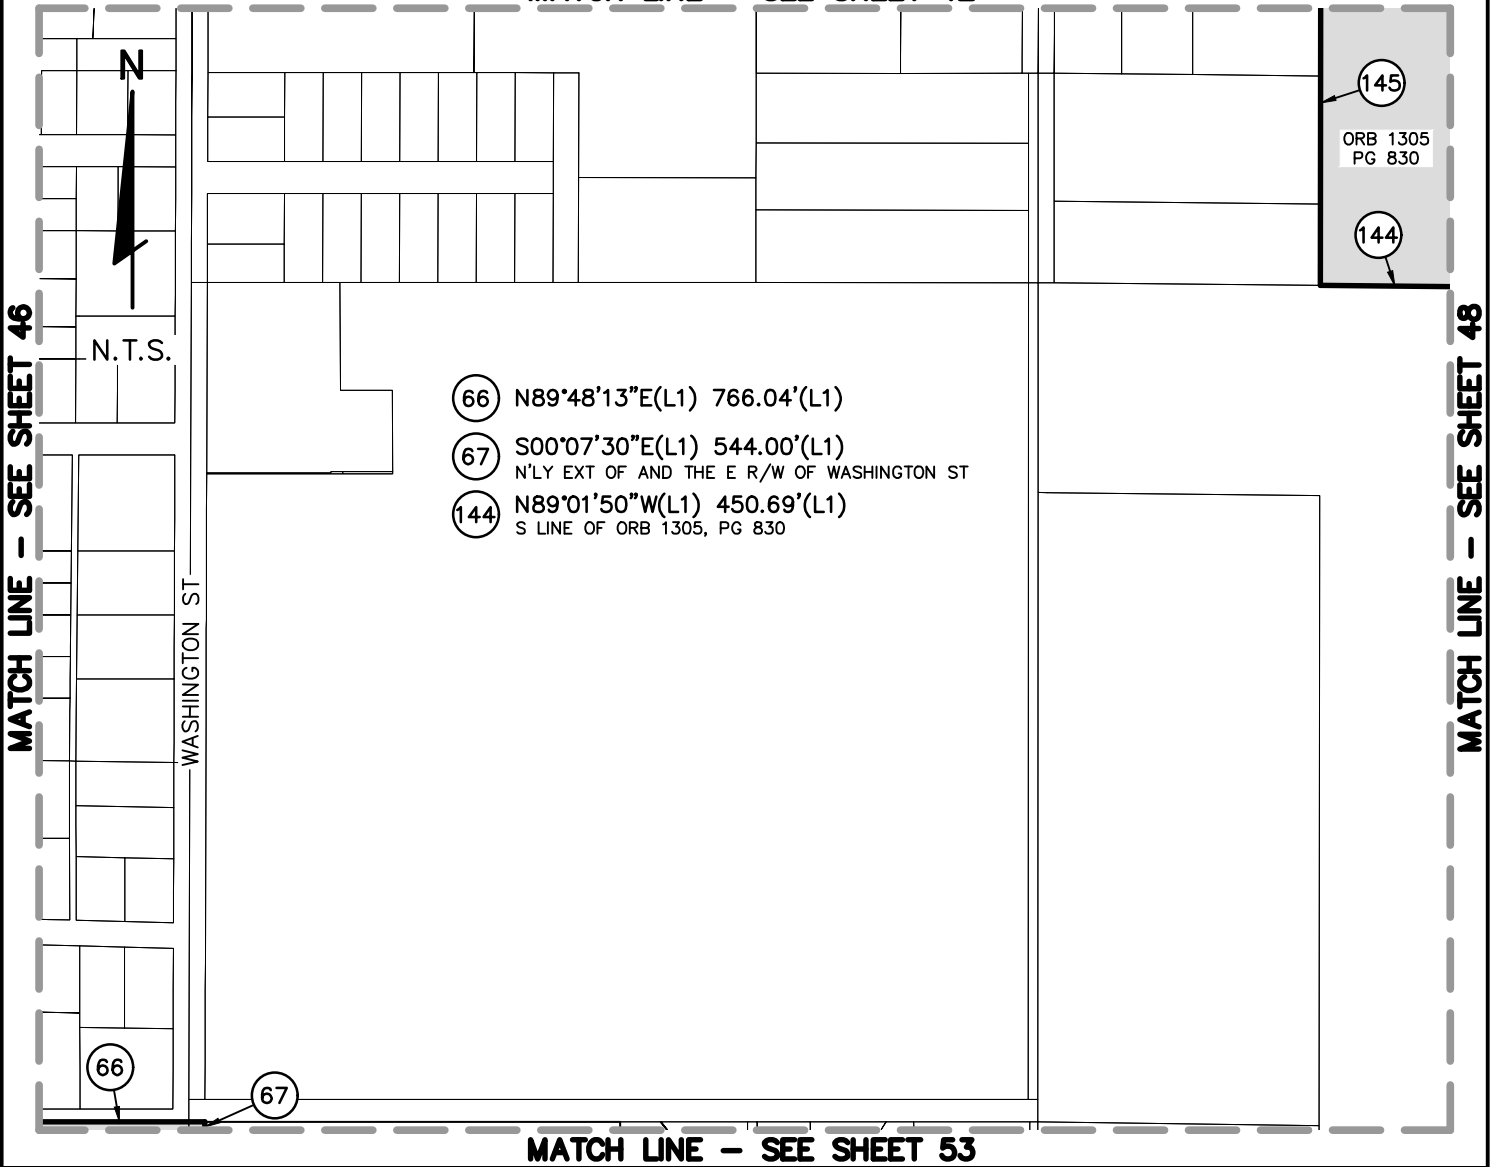 N
145
ORB 1305
PG 830
144
MATCH LINE – SEE SHEET 46
MATCH LINE – SEE SHEET 48
N.T.S.
66 N89°48'13"E(L1) 766.04'(L1)
67 S00°07'30"E(L1) 544.00'(L1)
N'LY EXT OF AND THE E R/W OF WASHINGTON ST
144 N89°01'50"W(L1) 450.69'(L1)
S LINE OF ORB 1305, PG 830
WASHINGTON ST
66
67
MATCH LINE – SEE SHEET 53